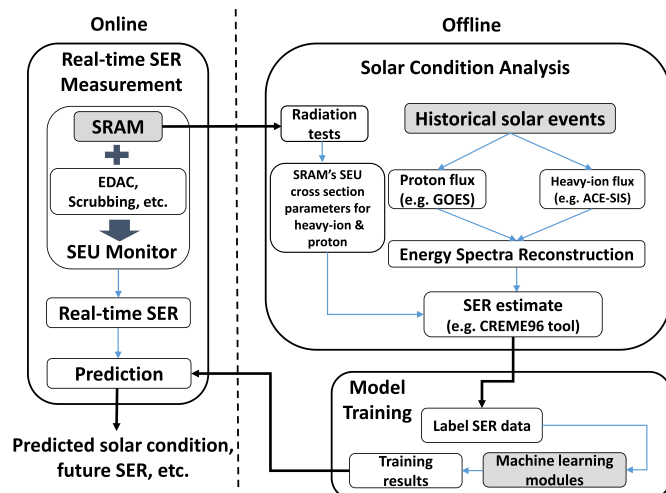 Online
Offline
Real-time SER
Measurement
SRAM
EDAC,
Scrubbing, etc.
SEU Monitor
Real-time SER
Prediction
Predicted solar condition,
future SER, etc.
Solar Condition Analysis
Radiation
tests
SRAM's SEU
cross section
parameters for
heavy-ion &
proton
Historical solar events
Proton flux
(e.g. GOES)
Heavy-ion flux
(e.g. ACE-SIS)
Energy Spectra Reconstruction
SER estimate
(e.g. CREME96 tool)
Model
Training
Label SER data
Machine learning
modules
Training
results